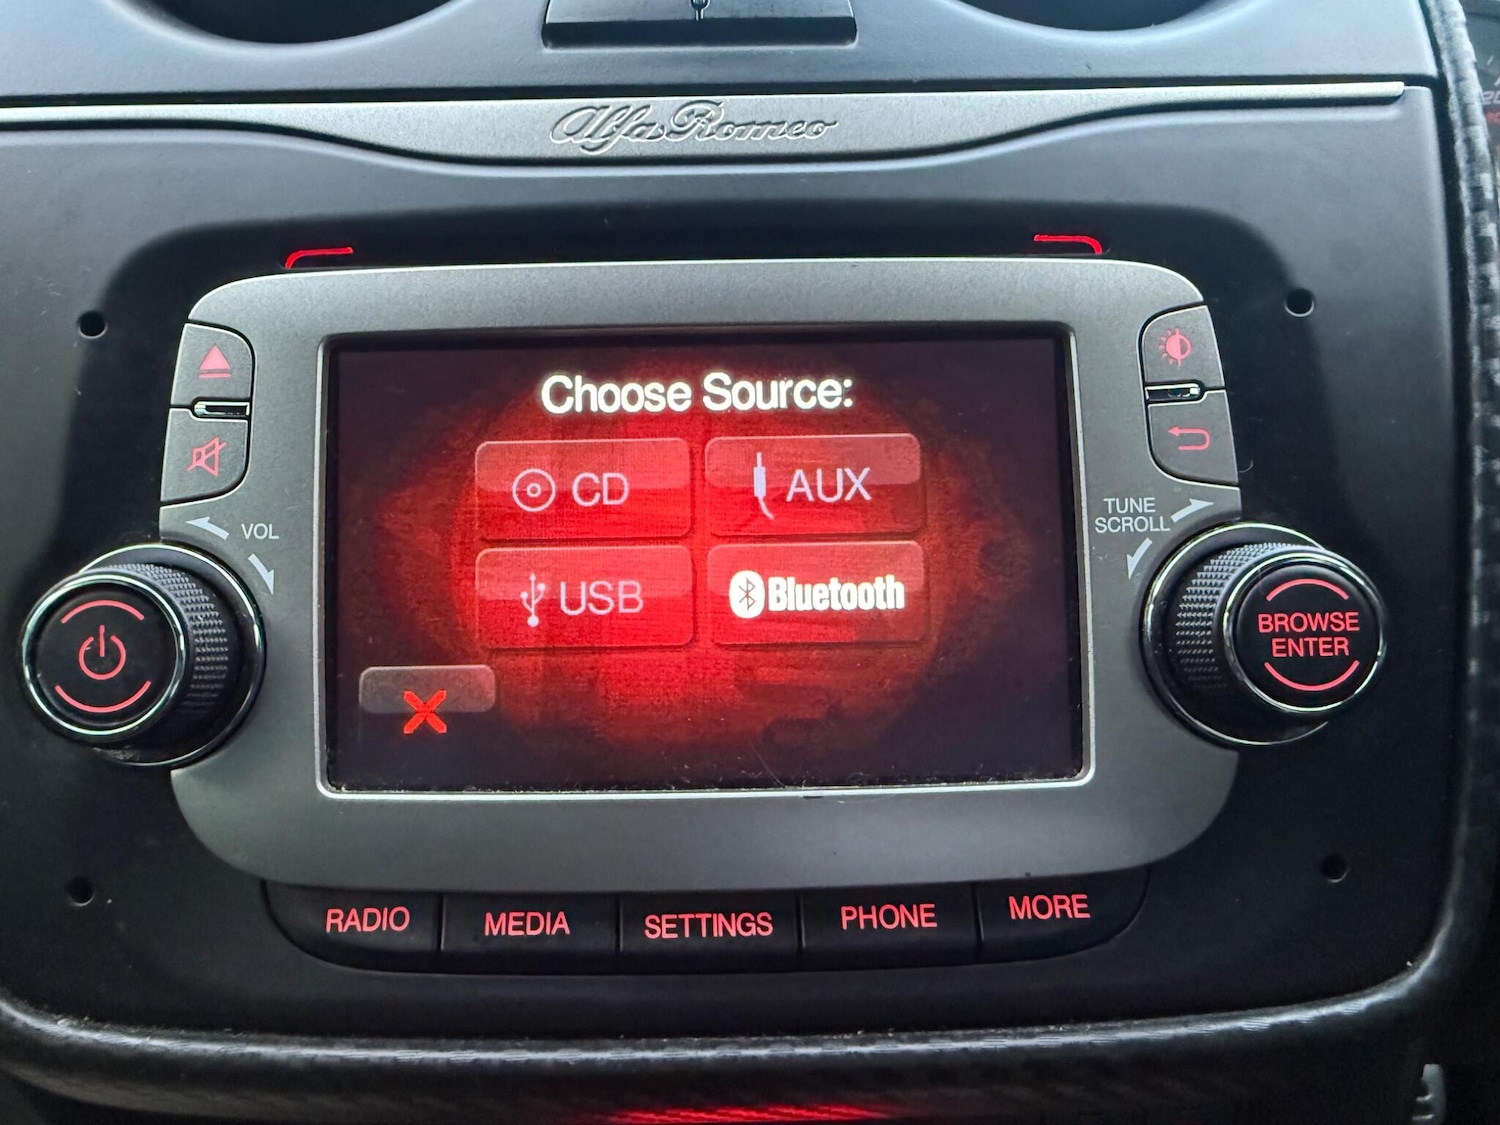 Alfa Romeo
Choose Source:
CD
AUX
USB
Bluetooth
VOL
TUNE
SCROLL
BROWSE
ENTER
RADIO
MEDIA
SETTINGS
PHONE
MORE